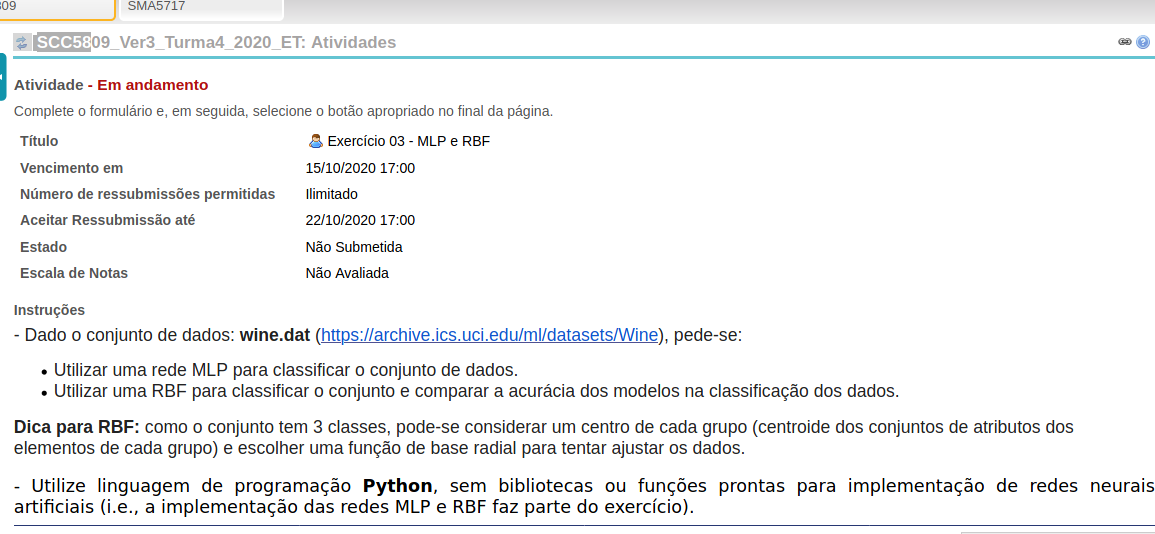 809 SMA5717
SCC5809_Ver3_Turma4_2020_ET: Atividades
Atividade - Em andamento
Complete o formulário e, em seguida, selecione o botão apropriado no final da página.
Título Exercício 03 - MLP e RBF
Vencimento em 15/10/2020 17:00
Número de ressubmissões permitidas Ilimitado
Aceitar Ressubmissão até 22/10/2020 17:00
Estado Não Submetida
Escala de Notas Não Avaliada
Instruções
- Dado o conjunto de dados: wine.dat (https://archive.ics.uci.edu/ml/datasets/Wine), pede-se:
• Utilizar uma rede MLP para classificar o conjunto de dados.
• Utilizar uma RBF para classificar o conjunto e comparar a acurácia dos modelos na classificação dos dados.
Dica para RBF: como o conjunto tem 3 classes, pode-se considerar um centro de cada grupo (centroide dos conjuntos de atributos dos
elementos de cada grupo) e escolher uma função de base radial para tentar ajustar os dados.
- Utilize linguagem de programação Python, sem bibliotecas ou funções prontas para implementação de redes neurais
artificiais (i.e., a implementação das redes MLP e RBF faz parte do exercício).